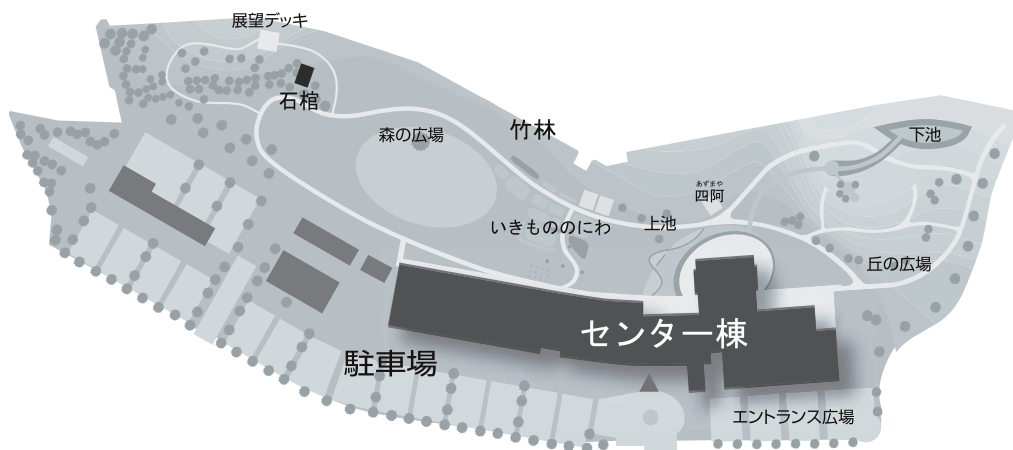 展望デッキ
石棺
森の広場
竹林
下池
あずまや
四阿
いきもののにわ
上池
丘の広場
センター棟
駐車場
エントランス広場